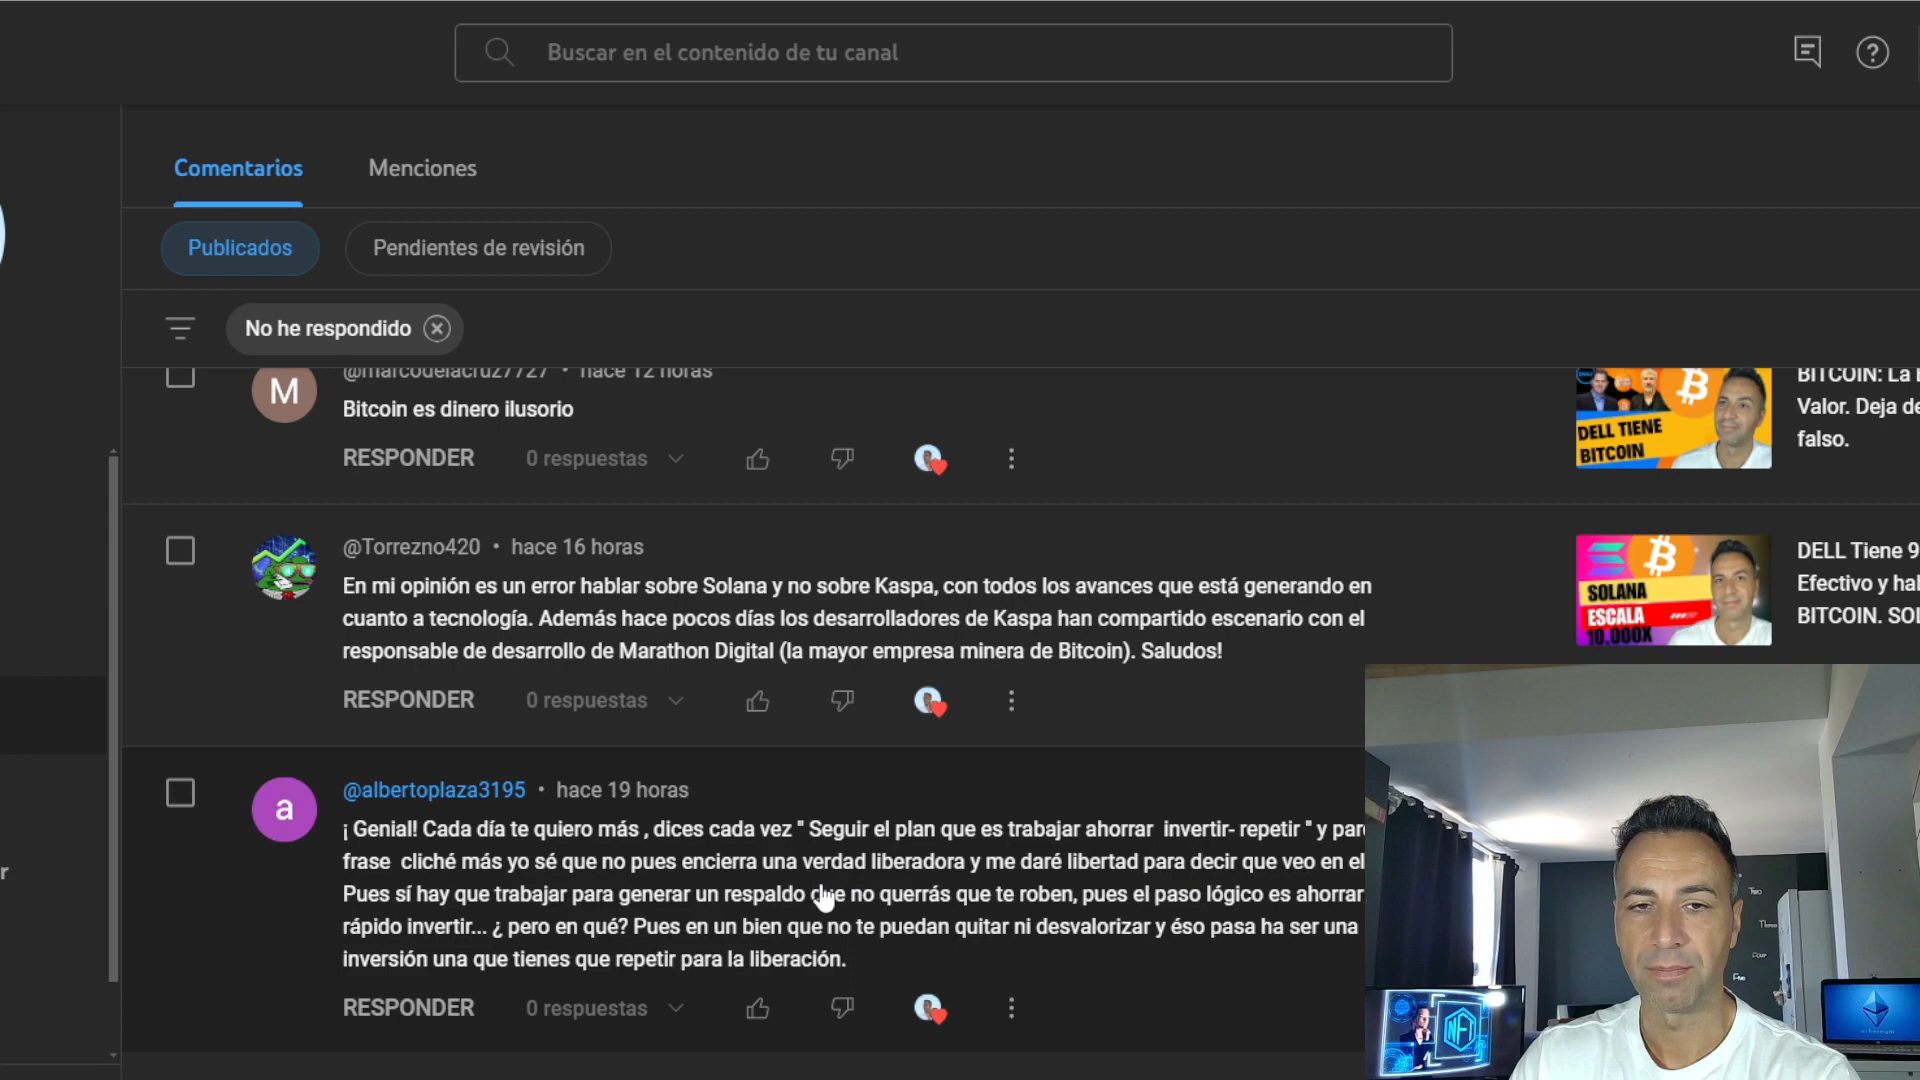 Buscar en el contenido de tu canal
Comentarios
Menciones
Publicados
Pendientes de revisión
No he respondido
@marcodelacruz7727 • hace 12 horas
M
Bitcoin es dinero ilusorio
RESPONDER
0 respuestas
BITCOIN: La
Valor. Deja de
falso.
DELL TIENE
BITCOIN
@Torrezno420 • hace 16 horas
En mi opinión es un error hablar sobre Solana y no sobre Kaspa, con todos los avances que está generando en
cuanto a tecnología. Además hace pocos días los desarrolladores de Kaspa han compartido escenario con el
responsable de desarrollo de Marathon Digital (la mayor empresa minera de Bitcoin). Saludos!
RESPONDER
0 respuestas
DELL Tiene 9
Efectivo y hab
BITCOIN. SOL
SOLANA
ESCALA
10.000X
a
@albertoplaza3195 • hace 19 horas
¡ Genial! Cada día te quiero más , dices cada vez " Seguir el plan que es trabajar ahorrar invertir- repetir " y pare
frase cliché más yo sé que no pues encierra una verdad liberadora y me daré libertad para decir que veo en el
Pues sí hay que trabajar para generar un respaldo que no querrás que te roben, pues el paso lógico es ahorrar
rápido invertir... ¿ pero en qué? Pues en un bien que no te puedan quitar ni desvalorizar y éso pasa ha ser una
inversión una que tienes que repetir para la liberación.
RESPONDER
0 respuestas
r
NFT
ethereum